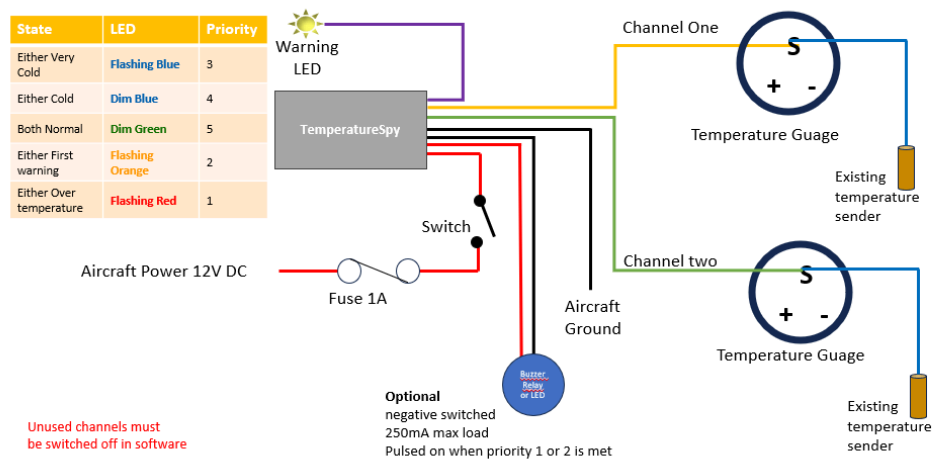 State LED Priority
Either Very
Cold
Flashing Blue 3
Either Cold Dim Blue 4
Both Normal Dim Green 5
Either First
warning
Flashing
Orange
2
Either Over
temperature
Flashing Red 1
Warning
LED
TemperatureSpy
Channel One
S
+ -
Temperature Guage
Existing
temperature
sender
Switch
Aircraft Power 12V DC
Fuse 1A
Channel two
S
+ -
Temperature Guage
Aircraft
Ground
Buzzer
Relay
or LED
Optional
negative switched
250mA max load
Pulsed on when priority 1 or 2 is met
Existing
temperature
sender
Unused channels must
be switched off in software